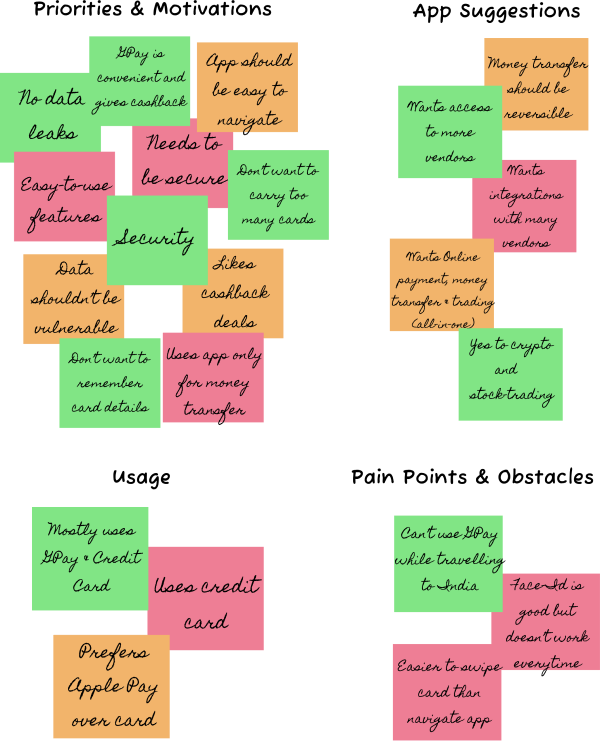 Priorities & Motivations
GPay is
convenient and
gives cashback
App should
be easy to
navigate
No data
leaks
Needs to
be secure
Easy-to-use
features
Don't want to
carry too
many cards
Security
Data
shouldn't be
vulnerable
Likes
cashback
deals
Don't want to
remember
card details
Uses app only
for money
transfer
App Suggestions
Money transfer
should be
reversible
Wants access
to more
vendors
Wants
integrations
with many
vendors
Wants Online
payment, money
transfer & trading
(all-in-one)
Yes to crypto
and
stock-trading
Usage
Mostly uses
GPay & Credit
Card
Uses credit
card
Prefers
Apple Pay
over card
Pain Points & Obstacles
Can't use GPay
while travelling
to India
Face-Id is
good but
doesn't work
everytime
Easier to swipe
card than
navigate app